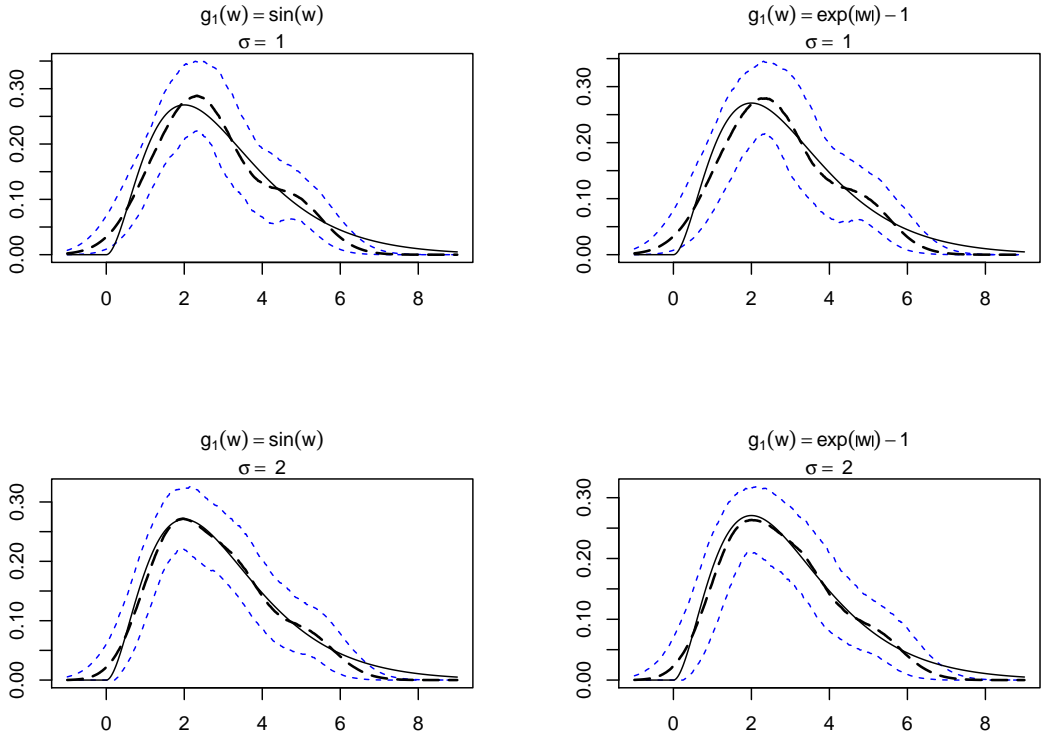 g₁(w) = sin(w)
σ = 1
0.00 0.10 0.20 0.30
0 2 4 6 8
g₁(w) = exp(|w|) − 1
σ = 1
0.00 0.10 0.20 0.30
0 2 4 6 8
g₁(w) = sin(w)
σ = 2
0.00 0.10 0.20 0.30
0 2 4 6 8
g₁(w) = exp(|w|) − 1
σ = 2
0.00 0.10 0.20 0.30
0 2 4 6 8